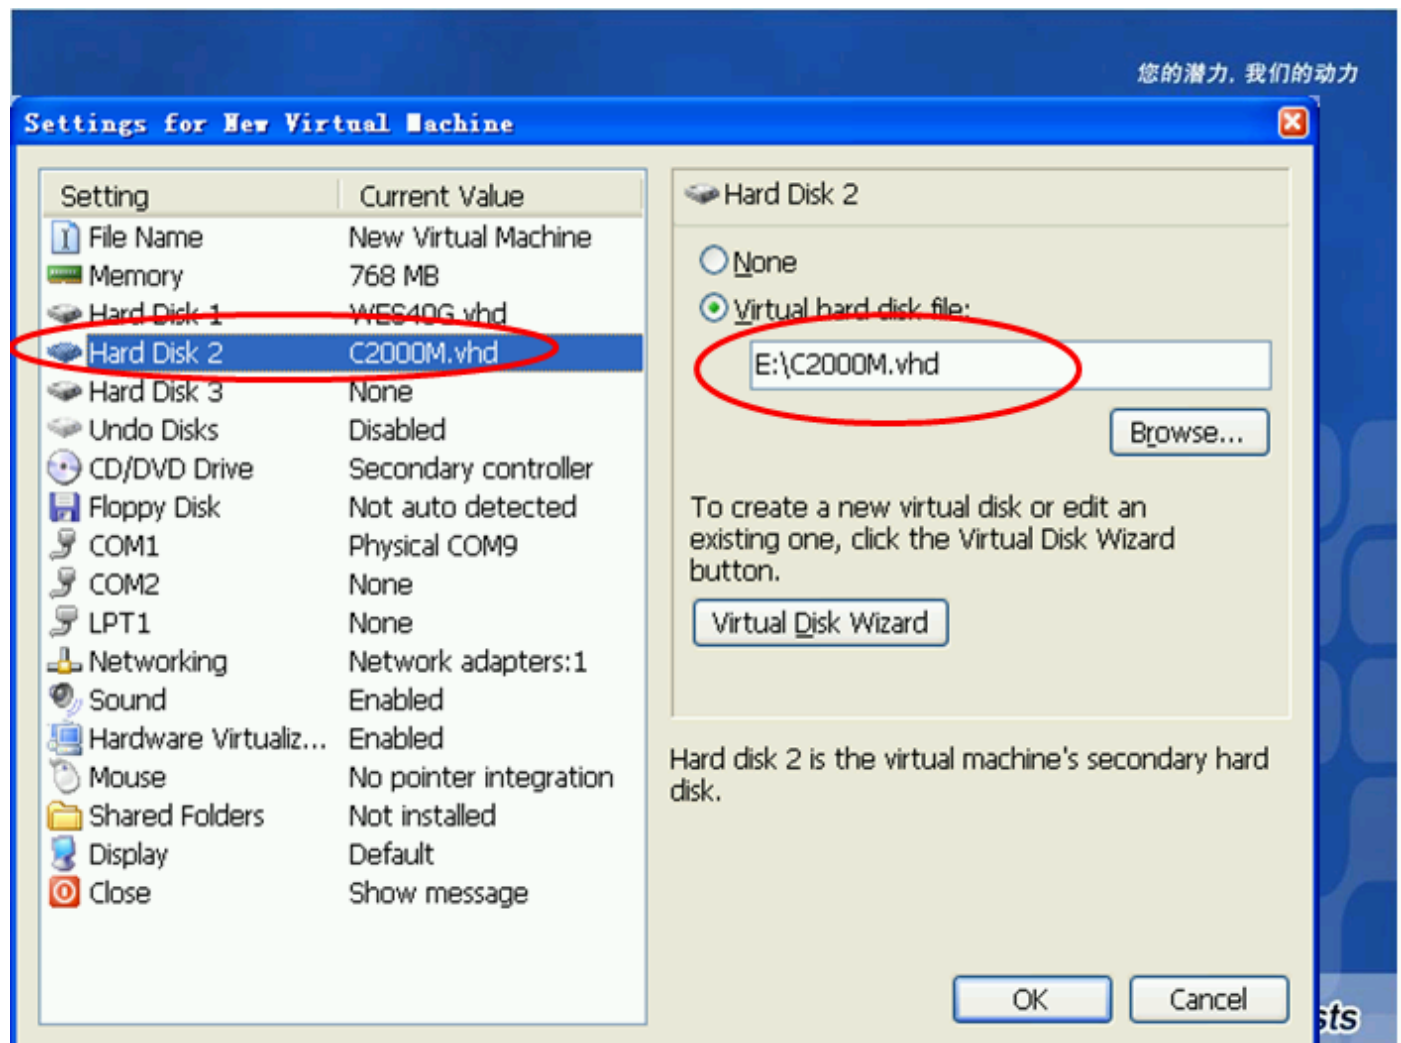 您的潜力, 我们的动力
Settings for New Virtual Machine
Setting Current Value
File Name New Virtual Machine
Memory 768 MB
Hard Disk 1 WES40G.vhd
Hard Disk 2 C2000M.vhd
Hard Disk 3 None
Undo Disks Disabled
CD/DVD Drive Secondary controller
Floppy Disk Not auto detected
COM1 Physical COM9
COM2 None
LPT1 None
Networking Network adapters:1
Sound Enabled
Hardware Virtualiz... Enabled
Mouse No pointer integration
Shared Folders Not installed
Display Default
Close Show message
Hard Disk 2
None
Virtual hard disk file:
E:\C2000M.vhd
Browse...
To create a new virtual disk or edit an
existing one, click the Virtual Disk Wizard
button.
Virtual Disk Wizard
Hard disk 2 is the virtual machine's secondary hard
disk.
OK Cancel
sts